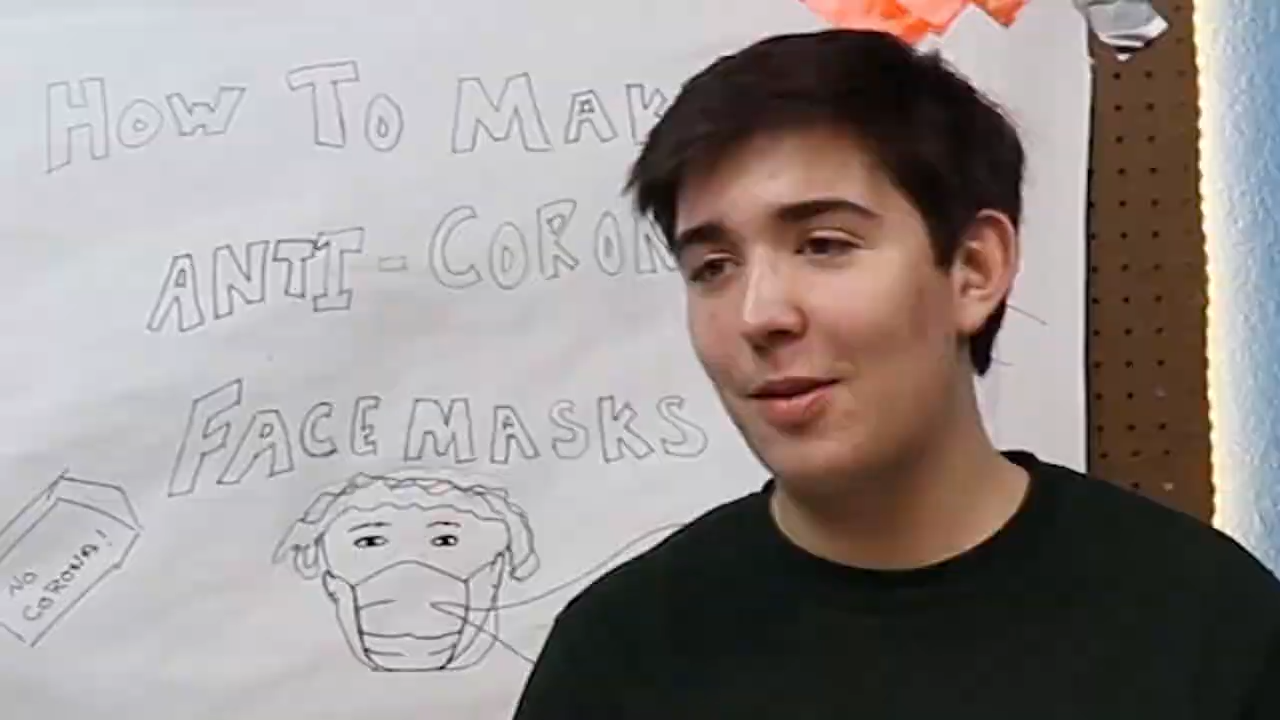 HOW TO MAK
ANTI-CORON
FACEMASKS
NO
CORONA!